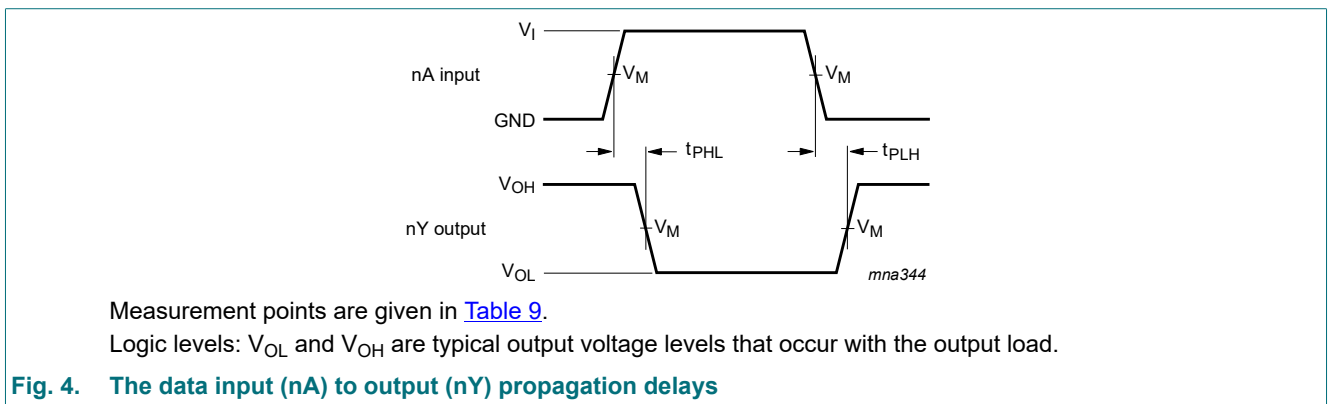 V_I
nA input
V_M
V_M
GND
t_PHL
t_PLH
V_OH
nY output
V_M
V_M
V_OL
mna344
Measurement points are given in Table 9.
Logic levels: V_OL and V_OH are typical output voltage levels that occur with the output load.
Fig. 4. The data input (nA) to output (nY) propagation delays